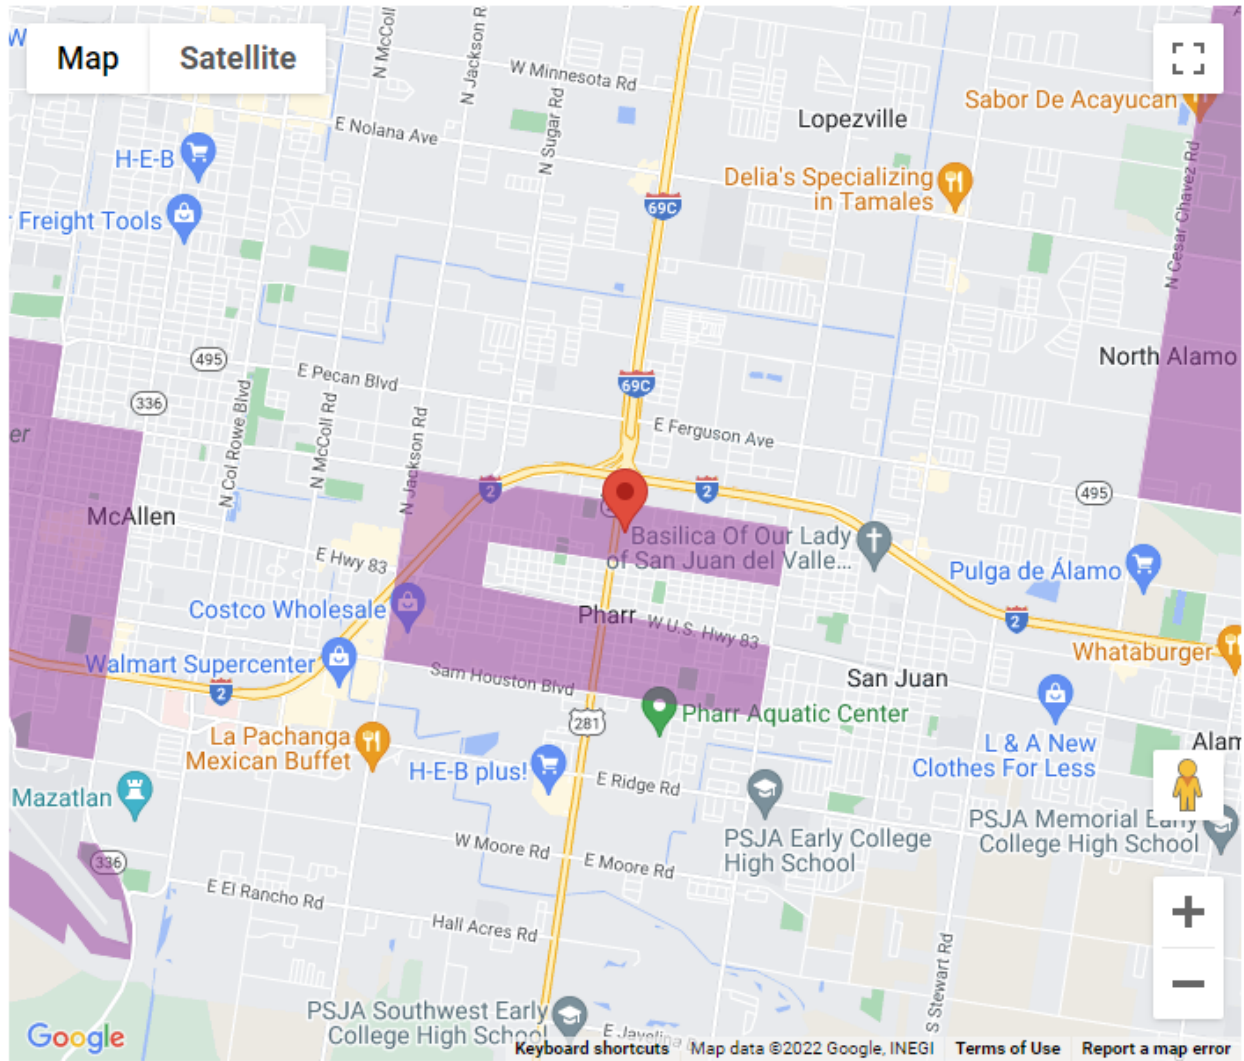 W
Map
Satellite
N McColl
N Jackson R
W Minnesota Rd
N Sugar Rd
E Nolana Ave
Lopezville
Sabor De Acayucan
H-E-B
Freight Tools
69C
Delia's Specializing
in Tamales
N Cesar Chavez Rd
495
336
E Pecan Blvd
69C
North Alamo
er
N Col Rowe Blvd
N McColl Rd
N Jackson Rd
E Ferguson Ave
2
2
495
McAllen
E Hwy 83
Basilica Of Our Lady
of San Juan del Valle...
Pulga de Álamo
Costco Wholesale
Pharr
W U.S. Hwy 83
2
Walmart Supercenter
2
Sam Houston Blvd
San Juan
Whataburger
281
Pharr Aquatic Center
La Pachanga
Mexican Buffet
H-E-B plus!
E Ridge Rd
L & A New
Clothes For Less
Alam
Mazatlan
PSJA Early College
High School
PSJA Memorial Early
College High School
336
W Moore Rd
E Moore Rd
E El Rancho Rd
Hall Acres Rd
S Stewart Rd
PSJA Southwest Early
College High School
E Javelina
Google
Keyboard shortcuts
Map data ©2022 Google, INEGI
Terms of Use
Report a map error